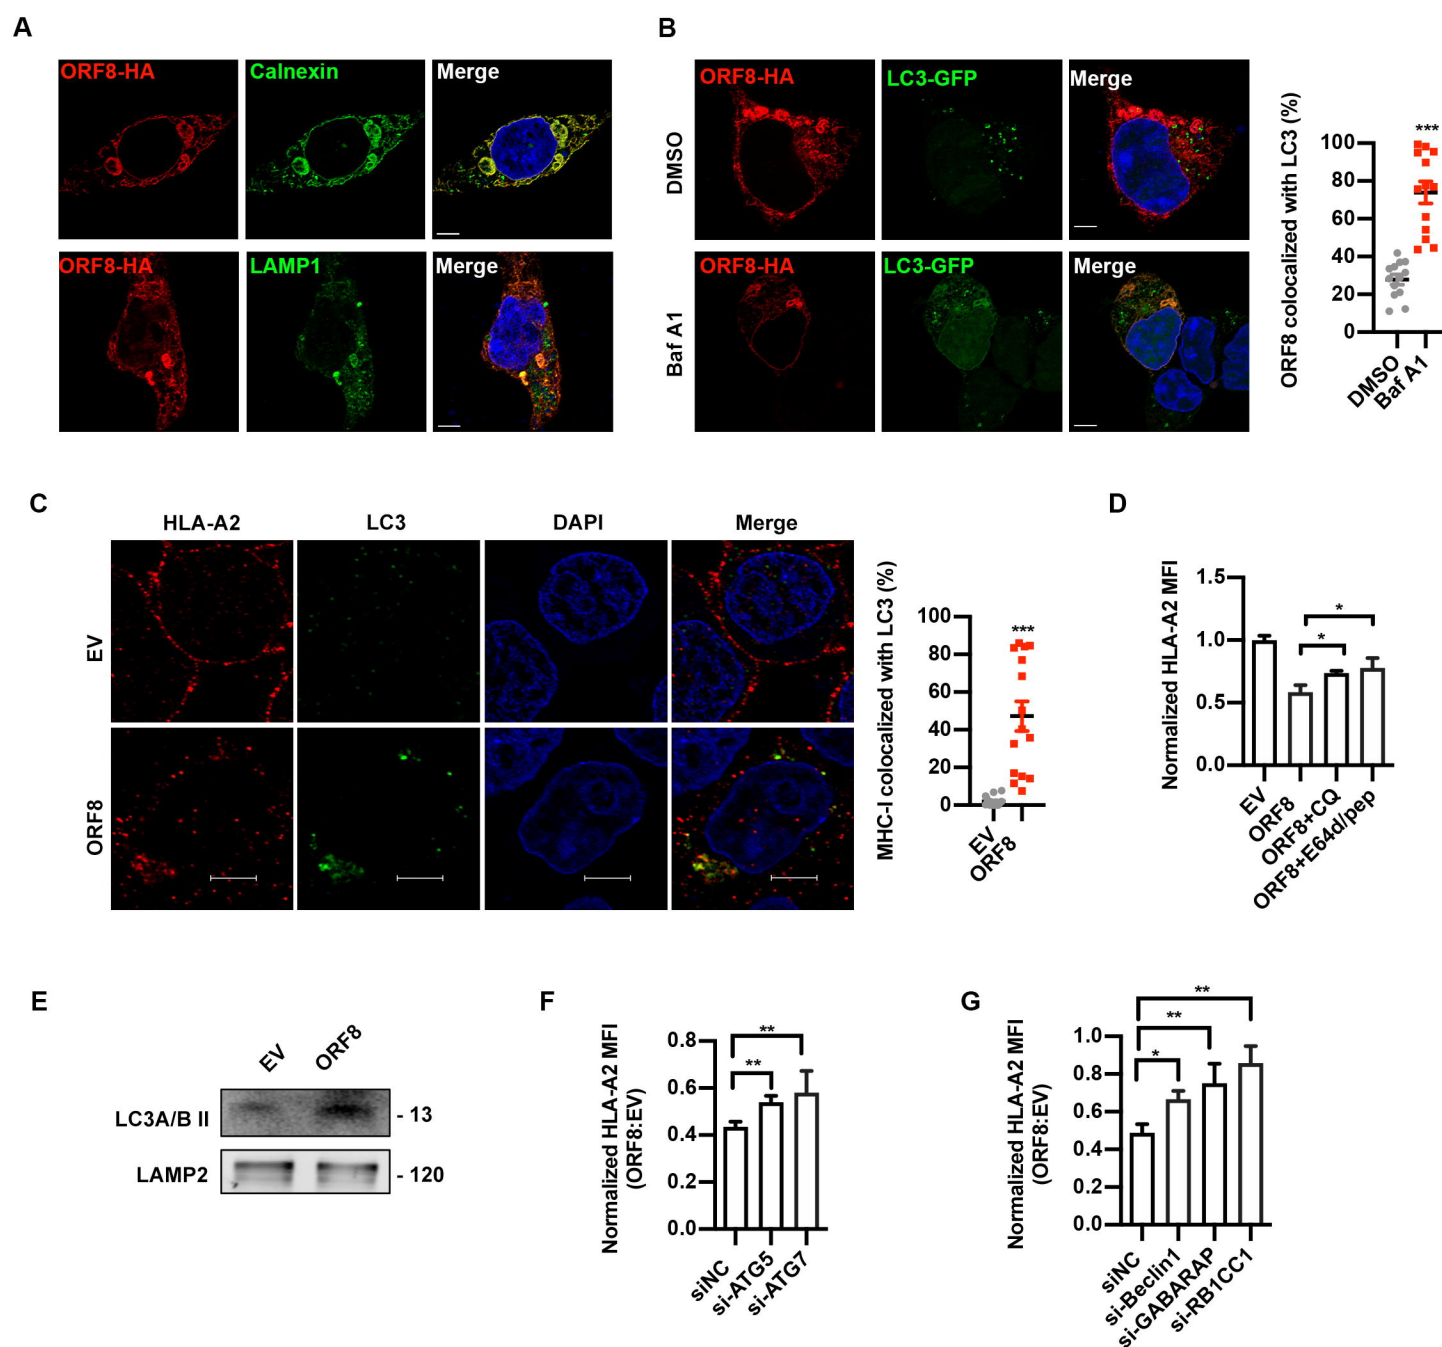 A
ORF8-HA
Calnexin
Merge
ORF8-HA
LAMP1
Merge
B
DMSO
ORF8-HA
LC3-GFP
Merge
Baf A1
ORF8-HA
LC3-GFP
Merge
ORF8 colocalized with LC3 (%)
100
80
60
40
20
0
***
DMSO
Baf A1
C
HLA-A2
LC3
DAPI
Merge
EV
ORF8
MHC-I colocalized with LC3 (%)
100
80
60
40
20
0
***
EV
ORF8
D
Normalized HLA-A2 MFI
1.5
1.0
0.5
0.0
*
*
EV
ORF8
ORF8+CQ
ORF8+E64d/pep
E
EV
ORF8
LC3A/B II
- 13
LAMP2
- 120
F
Normalized HLA-A2 MFI
(ORF8:EV)
0.8
0.6
0.4
0.2
0.0
**
**
siNC
si-ATG5
si-ATG7
G
Normalized HLA-A2 MFI
(ORF8:EV)
1.0
0.8
0.6
0.4
0.2
0.0
**
**
*
siNC
si-Beclin1
si-GABARAP
si-RB1CC1